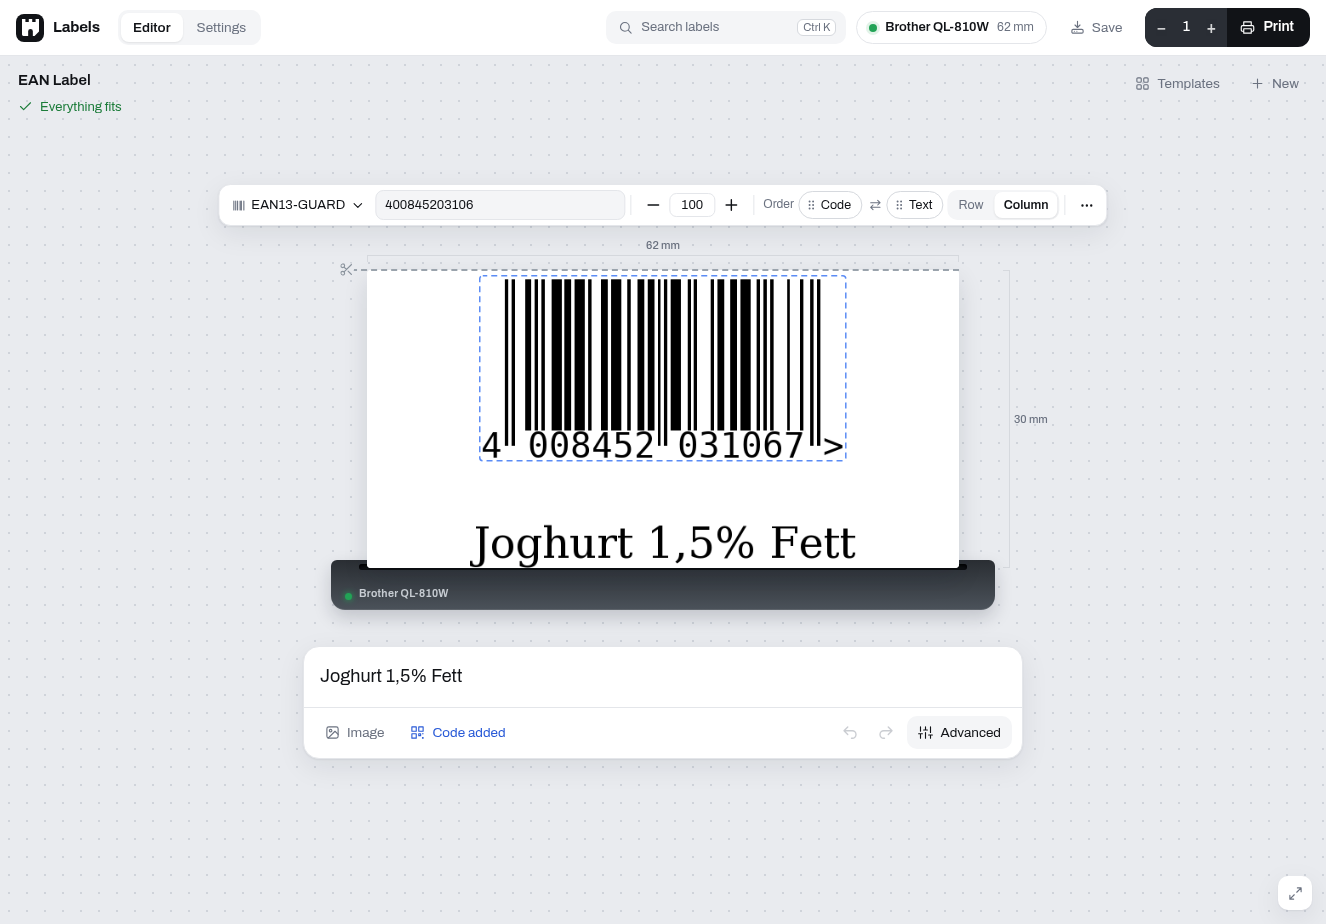 Labels
Editor
Settings
Search labels
Ctrl K
Brother QL-810W 62 mm
Save
− 1 +
Print
EAN Label
Everything fits
Templates
New
EAN13-GUARD
400845203106
100
Order
Code
Text
Row
Column
62 mm
4 008452 031067 >
30 mm
Joghurt 1,5% Fett
Brother QL-810W
Joghurt 1,5% Fett
Image
Code added
Advanced